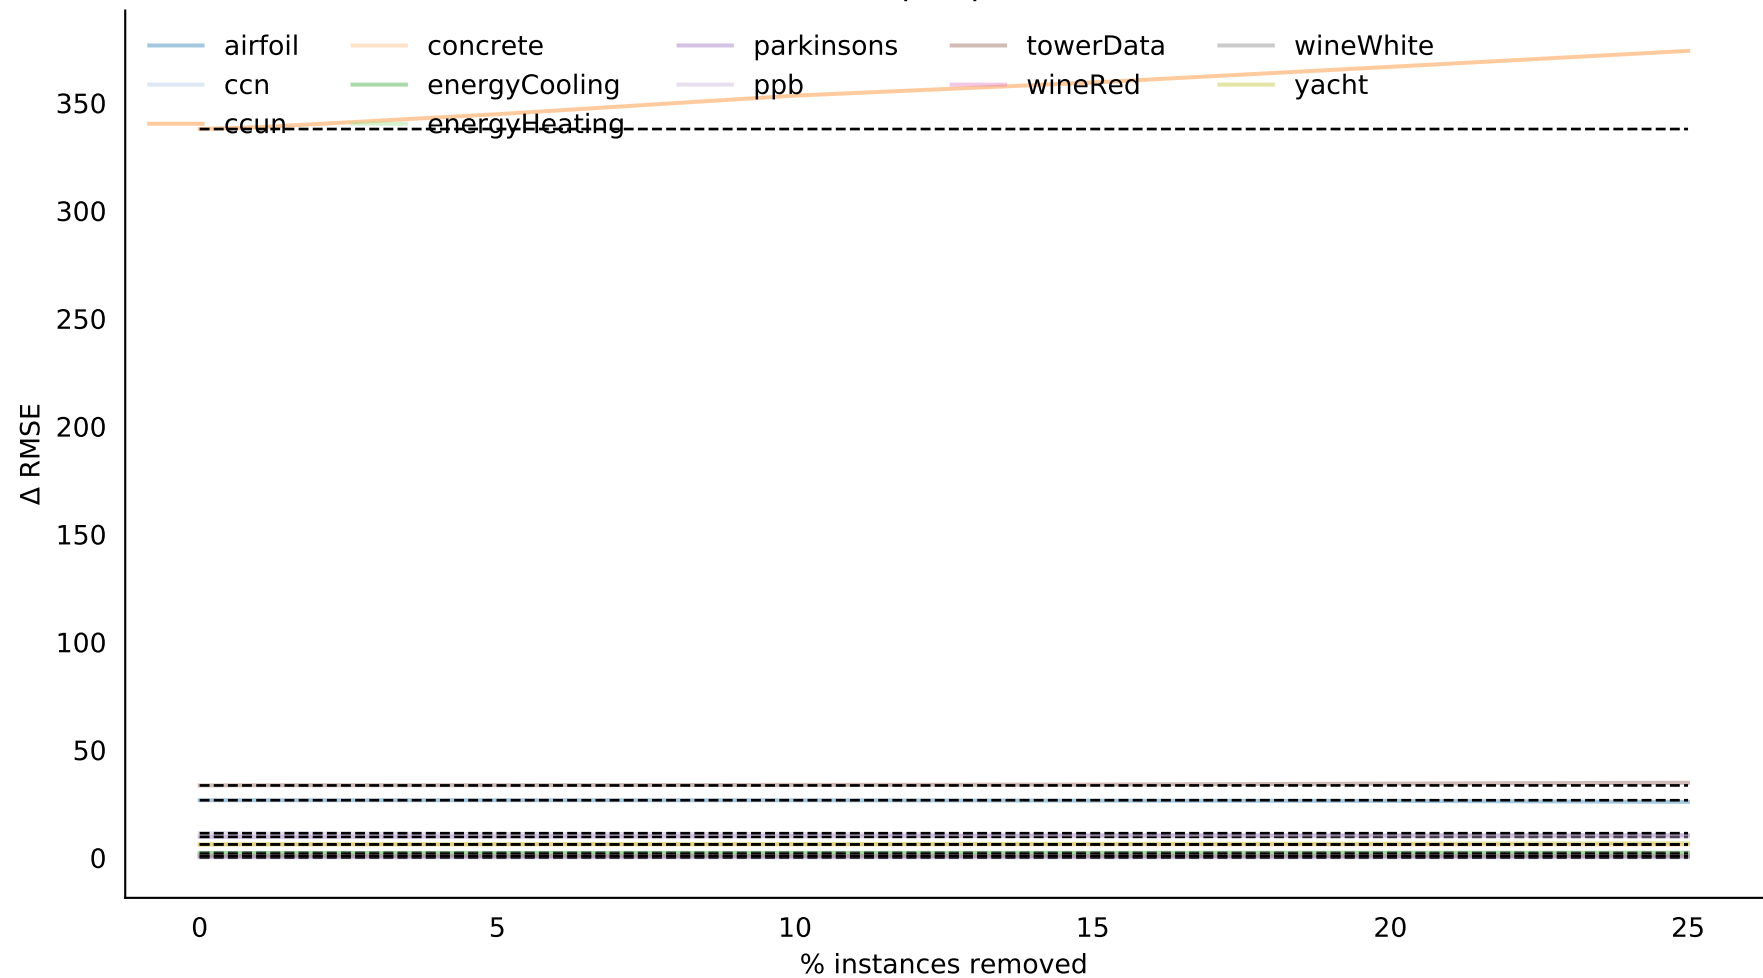 airfoil concrete parkinsons towerData wineWhite
ccn energyCooling ppb wineRed yacht
ccun energyHeating
350
300
250
200
150
100
50
0
Δ RMSE
0 5 10 15 20 25
% instances removed